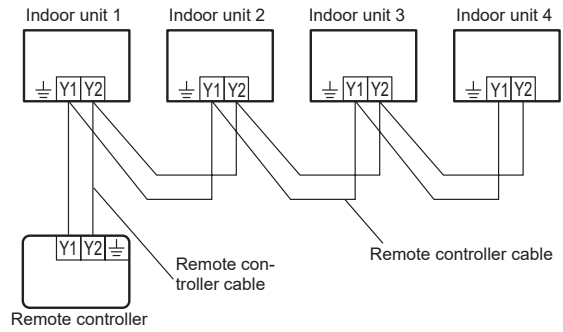 Indoor unit 1
Indoor unit 2
Indoor unit 3
Indoor unit 4
Y1 Y2
Y1 Y2
Y1 Y2
Y1 Y2
Y1 Y2
Remote con-
troller cable
Remote controller cable
Remote controller